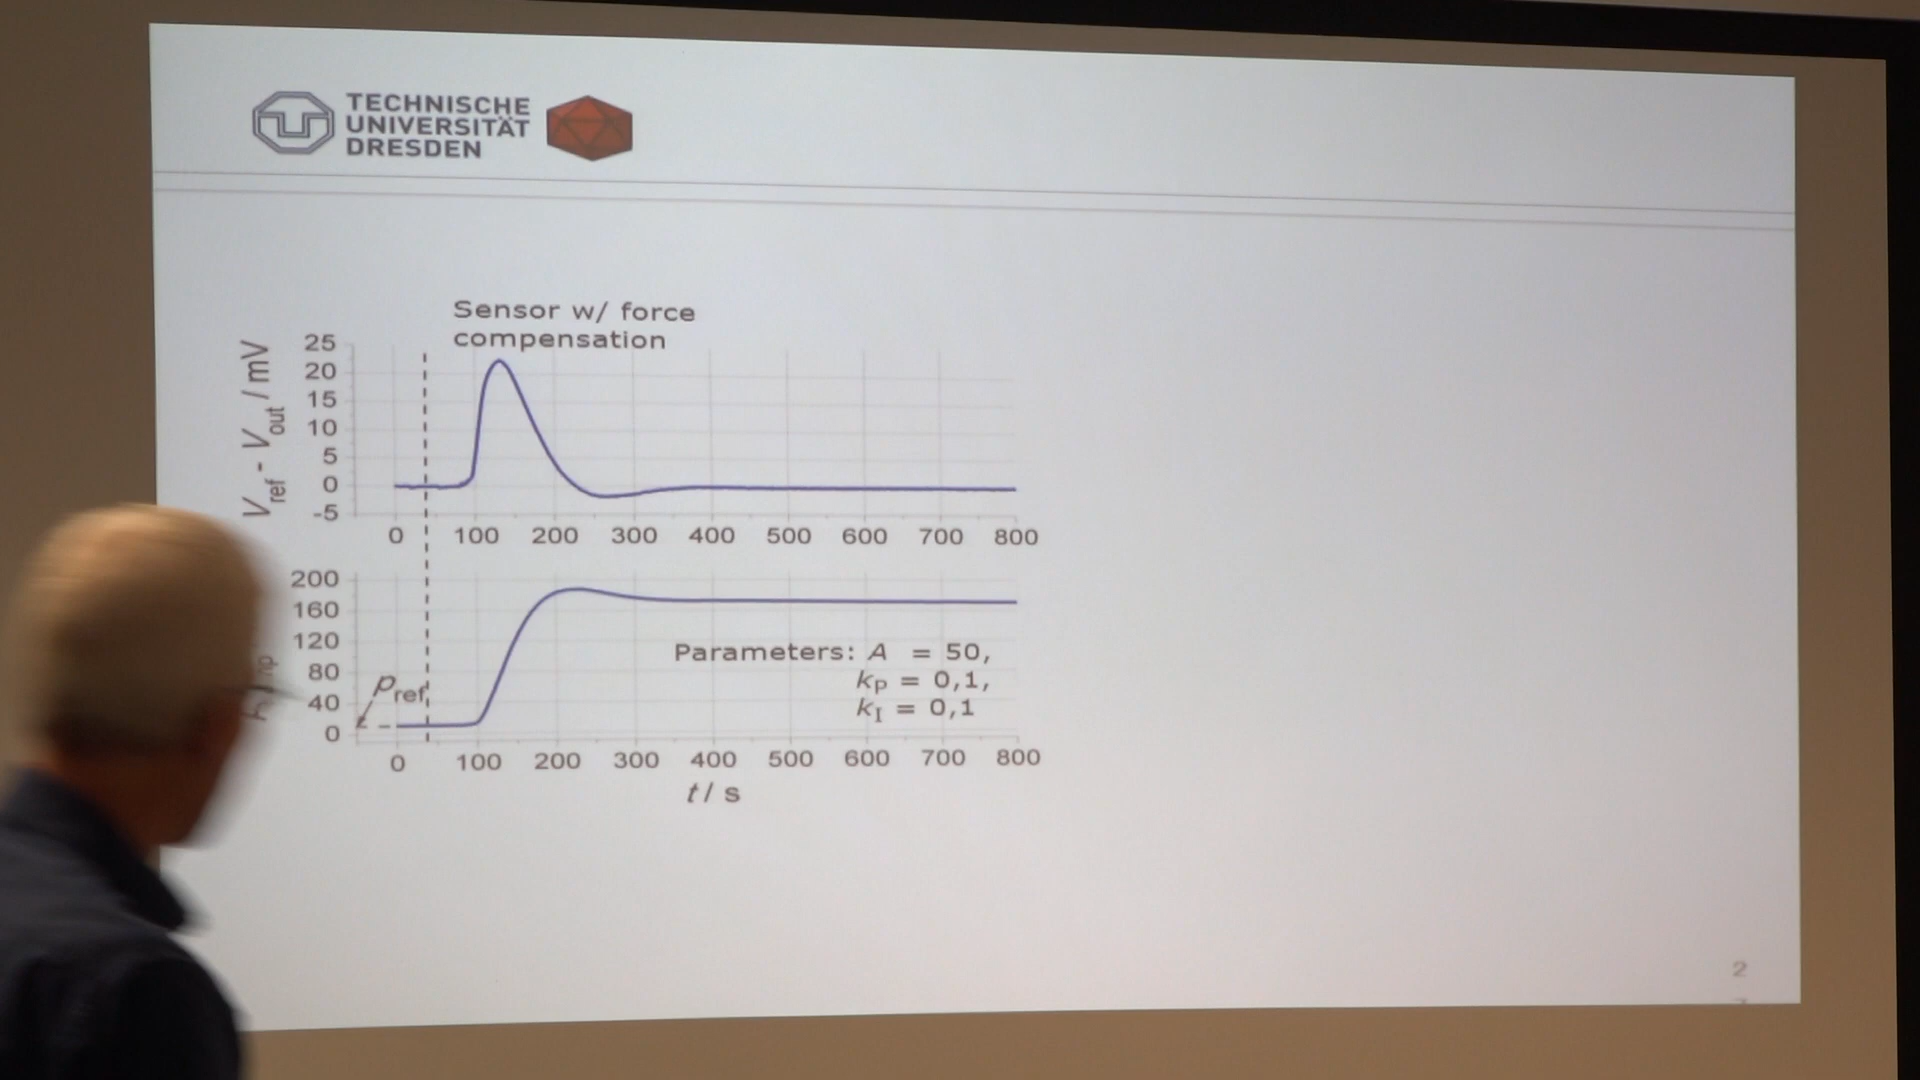 TECHNISCHE
UNIVERSITÄT
DRESDEN
Sensor w/ force
compensation
V_ref - V_out / mV
25
20
15
10
5
0
-5
0 100 200 300 400 500 600 700 800
200
160
120
80
40
0
p_ref
Parameters: A = 50,
k_P = 0,1,
k_I = 0,1
0 100 200 300 400 500 600 700 800
t / s
2